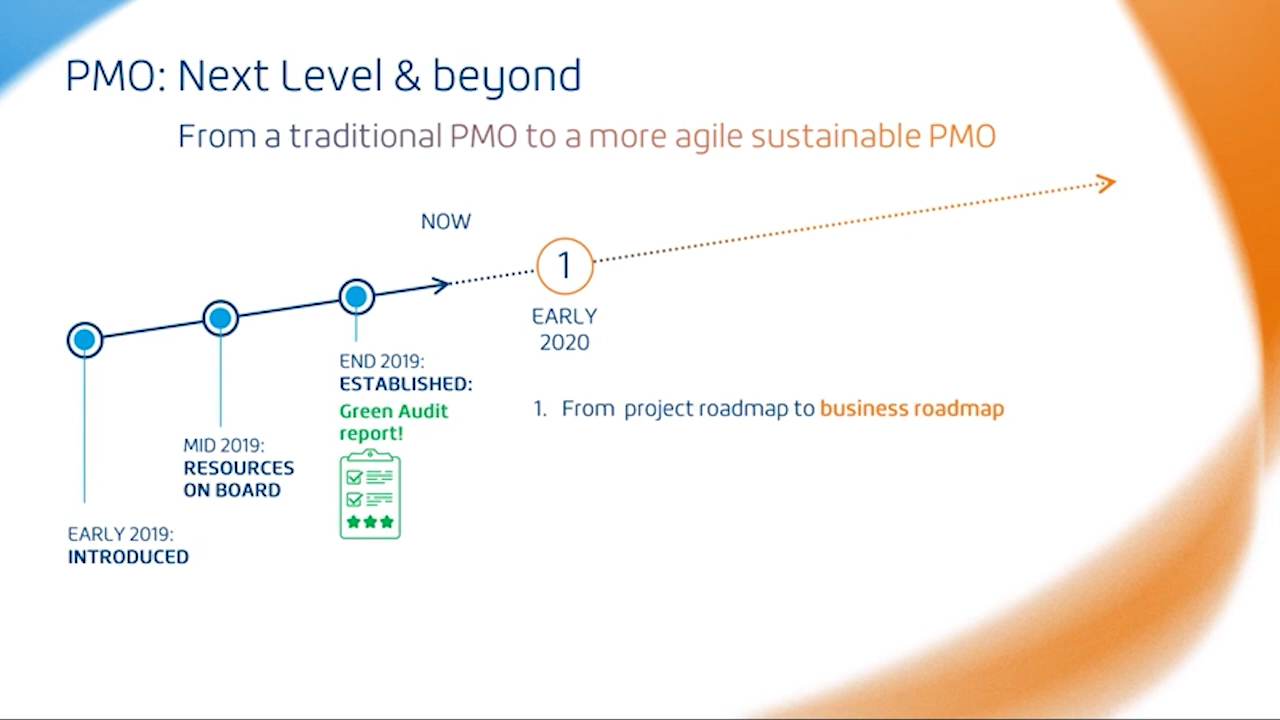 PMO: Next Level & beyond
From a traditional PMO to a more agile sustainable PMO
NOW
1
EARLY
2020
END 2019:
ESTABLISHED:
Green Audit
report!
1. From project roadmap to business roadmap
MID 2019:
RESOURCES
ON BOARD
EARLY 2019:
INTRODUCED